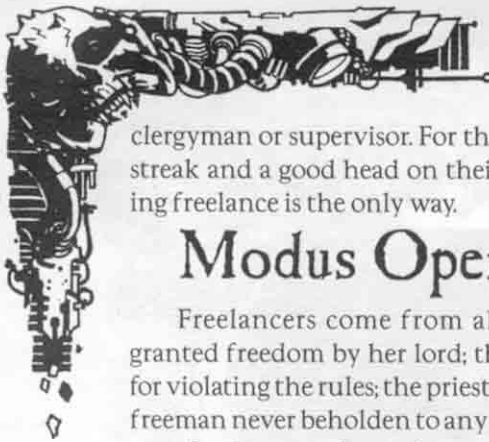 clergyman or supervisor. For th
streak and a good head on thei
ing freelance is the only way.
Modus Ope
Freelancers come from al
granted freedom by her lord; th
for violating the rules; the priest
freeman never beholden to any